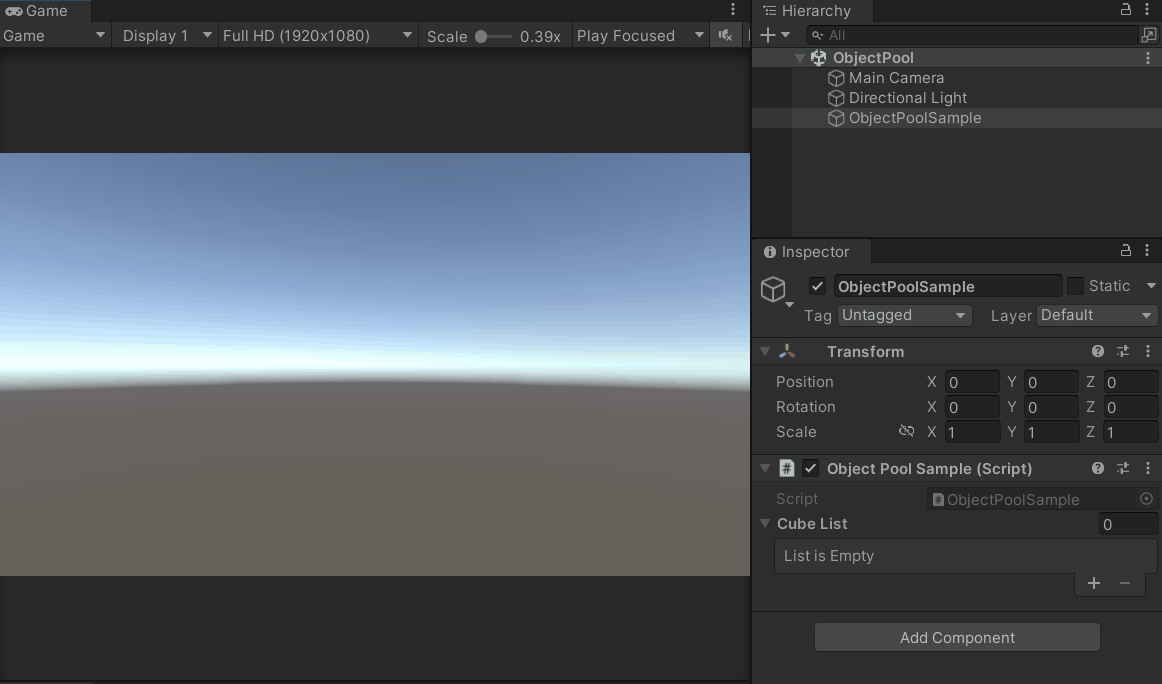 Game
Game Display 1 Full HD (1920x1080) Scale 0.39x Play Focused
Hierarchy
All
ObjectPool
Main Camera
Directional Light
ObjectPoolSample
Inspector
ObjectPoolSample Static
Tag Untagged Layer Default
Transform
Position X 0 Y 0 Z 0
Rotation X 0 Y 0 Z 0
Scale X 1 Y 1 Z 1
# Object Pool Sample (Script)
Script # ObjectPoolSample
Cube List 0
List is Empty
+ −
Add Component